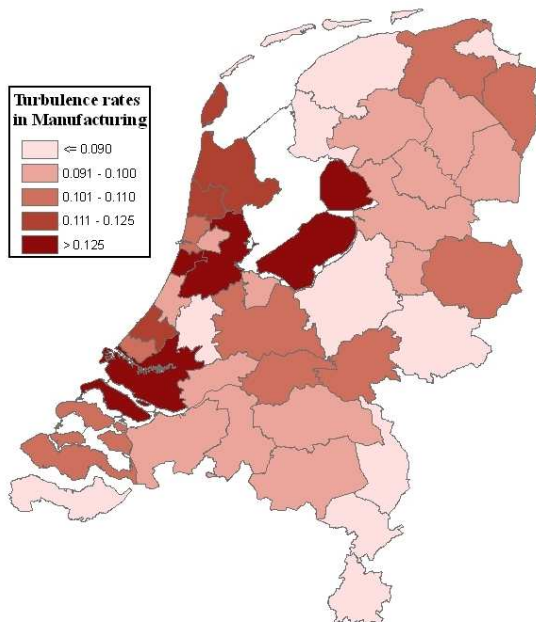 Turbulence rates
in Manufacturing
<= 0.090
0.091 - 0.100
0.101 - 0.110
0.111 - 0.125
> 0.125